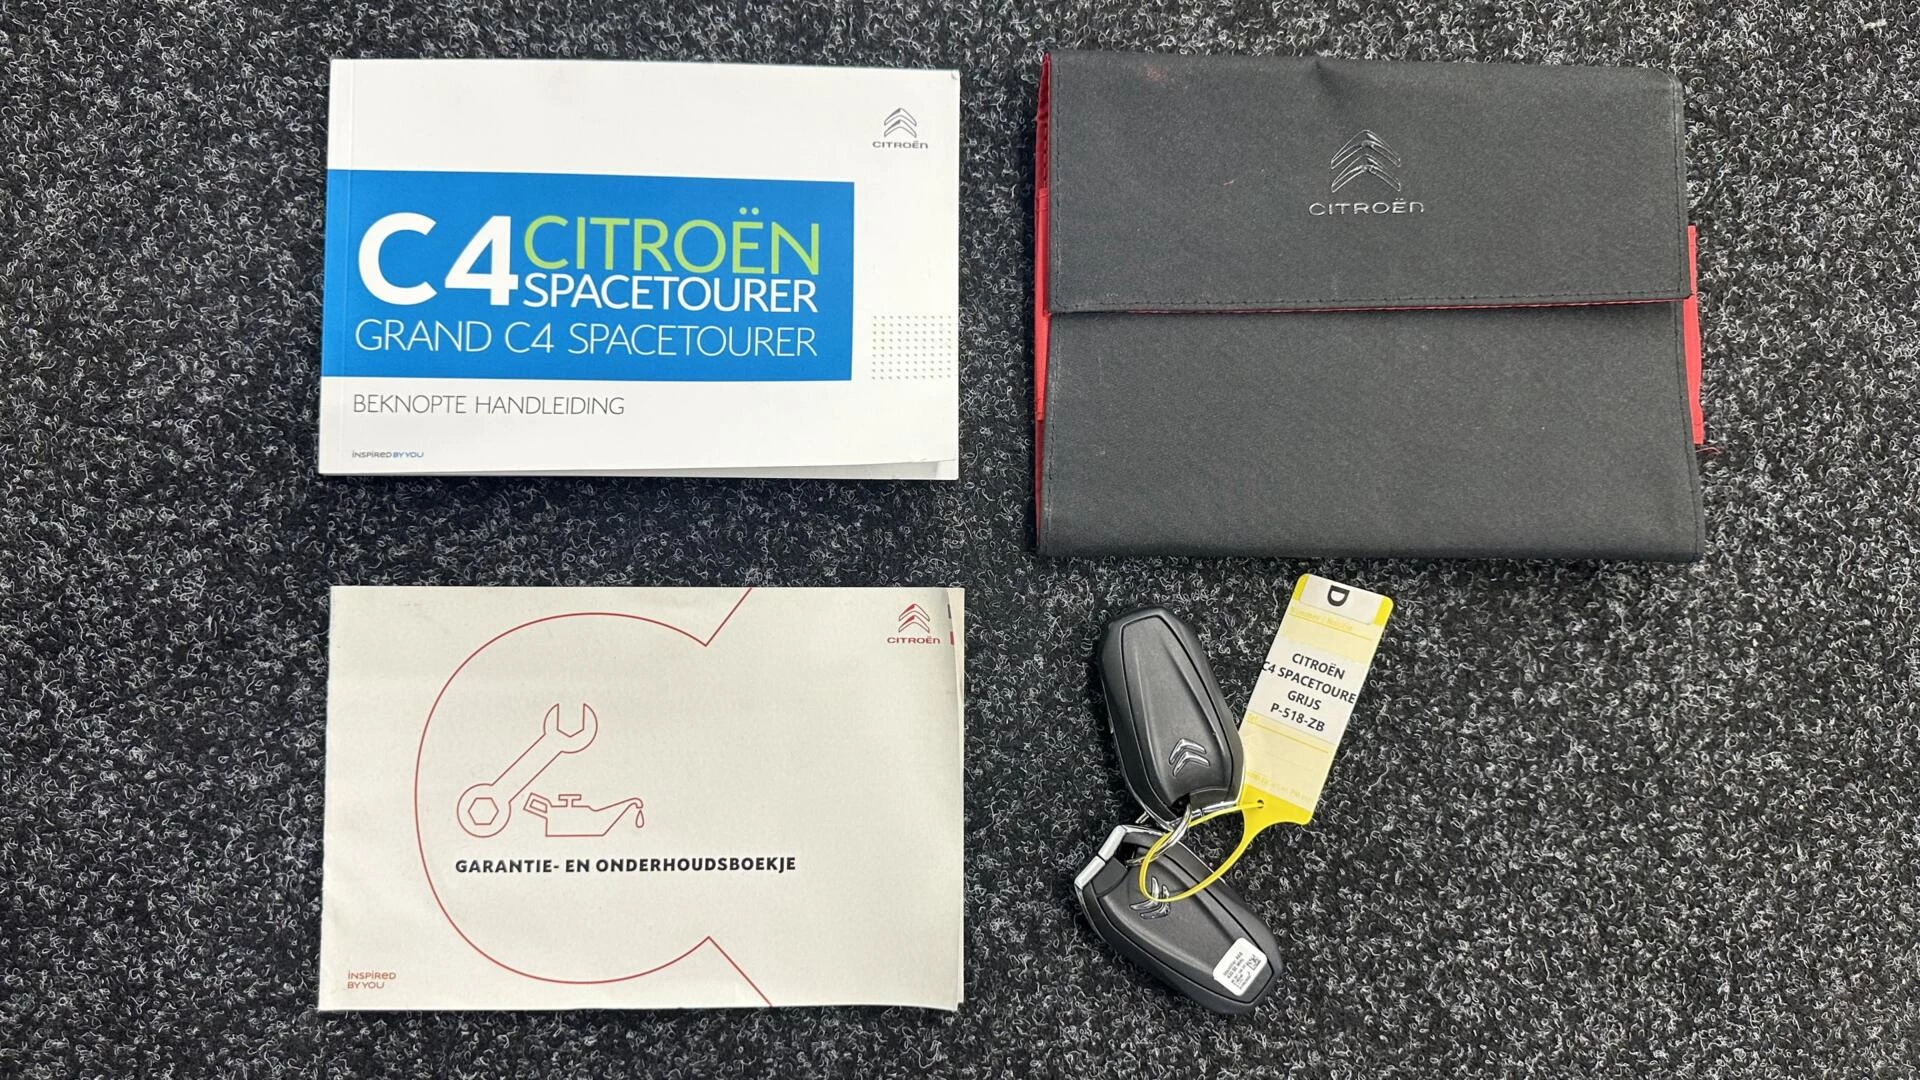 CITROËN
C4 CITROËN
SPACETOURER
GRAND C4 SPACETOURER
BEKNOPTE HANDLEIDING
INSPIRED BY YOU
CITROËN
CITROËN
GARANTIE- EN ONDERHOUDSBOEKJE
INSPIRED
BY YOU
D
CITROËN
C4 SPACETOURE
GRIJS
P-518-ZB